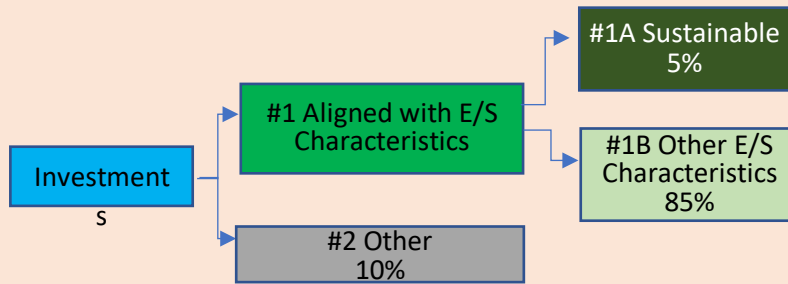 #1A Sustainable
5%
#1 Aligned with E/S
Characteristics
#1B Other E/S
Characteristics
85%
Investment
s
#2 Other
10%